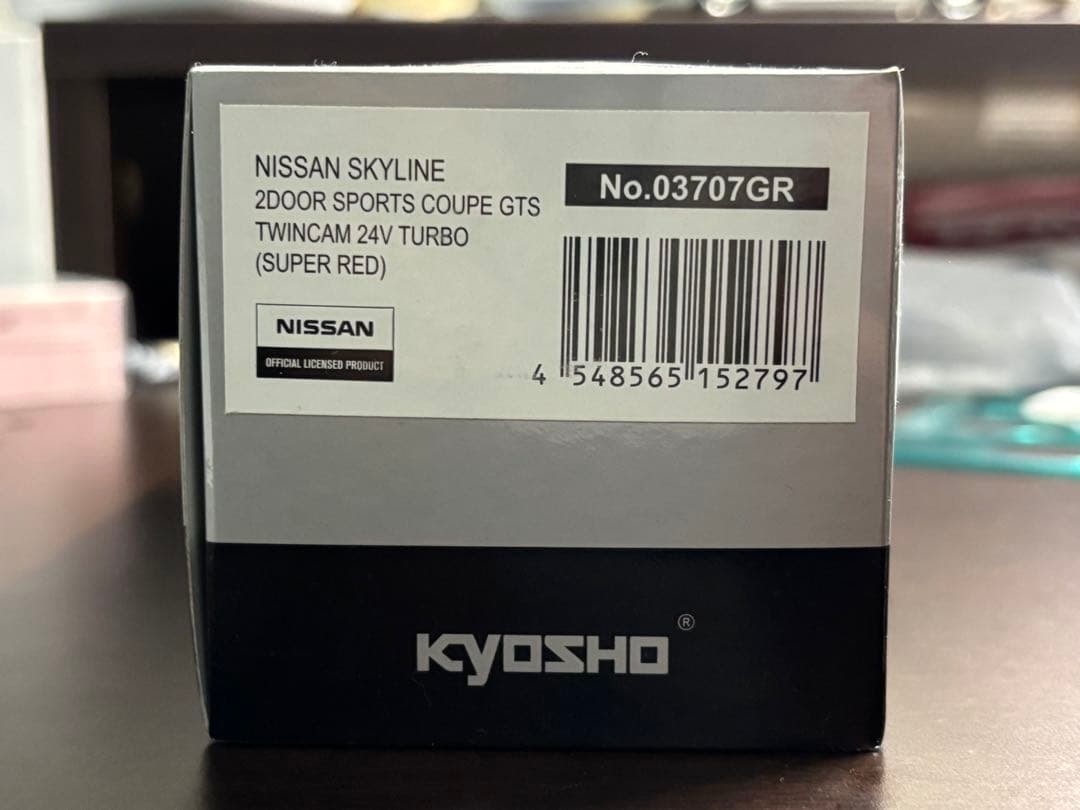 NISSAN SKYLINE
2DOOR SPORTS COUPE GTS
TWINCAM 24V TURBO
(SUPER RED)
No.03707GR
NISSAN
OFFICIAL LICENSED PRODUCT
4 548565 152797
KYOSHO ®